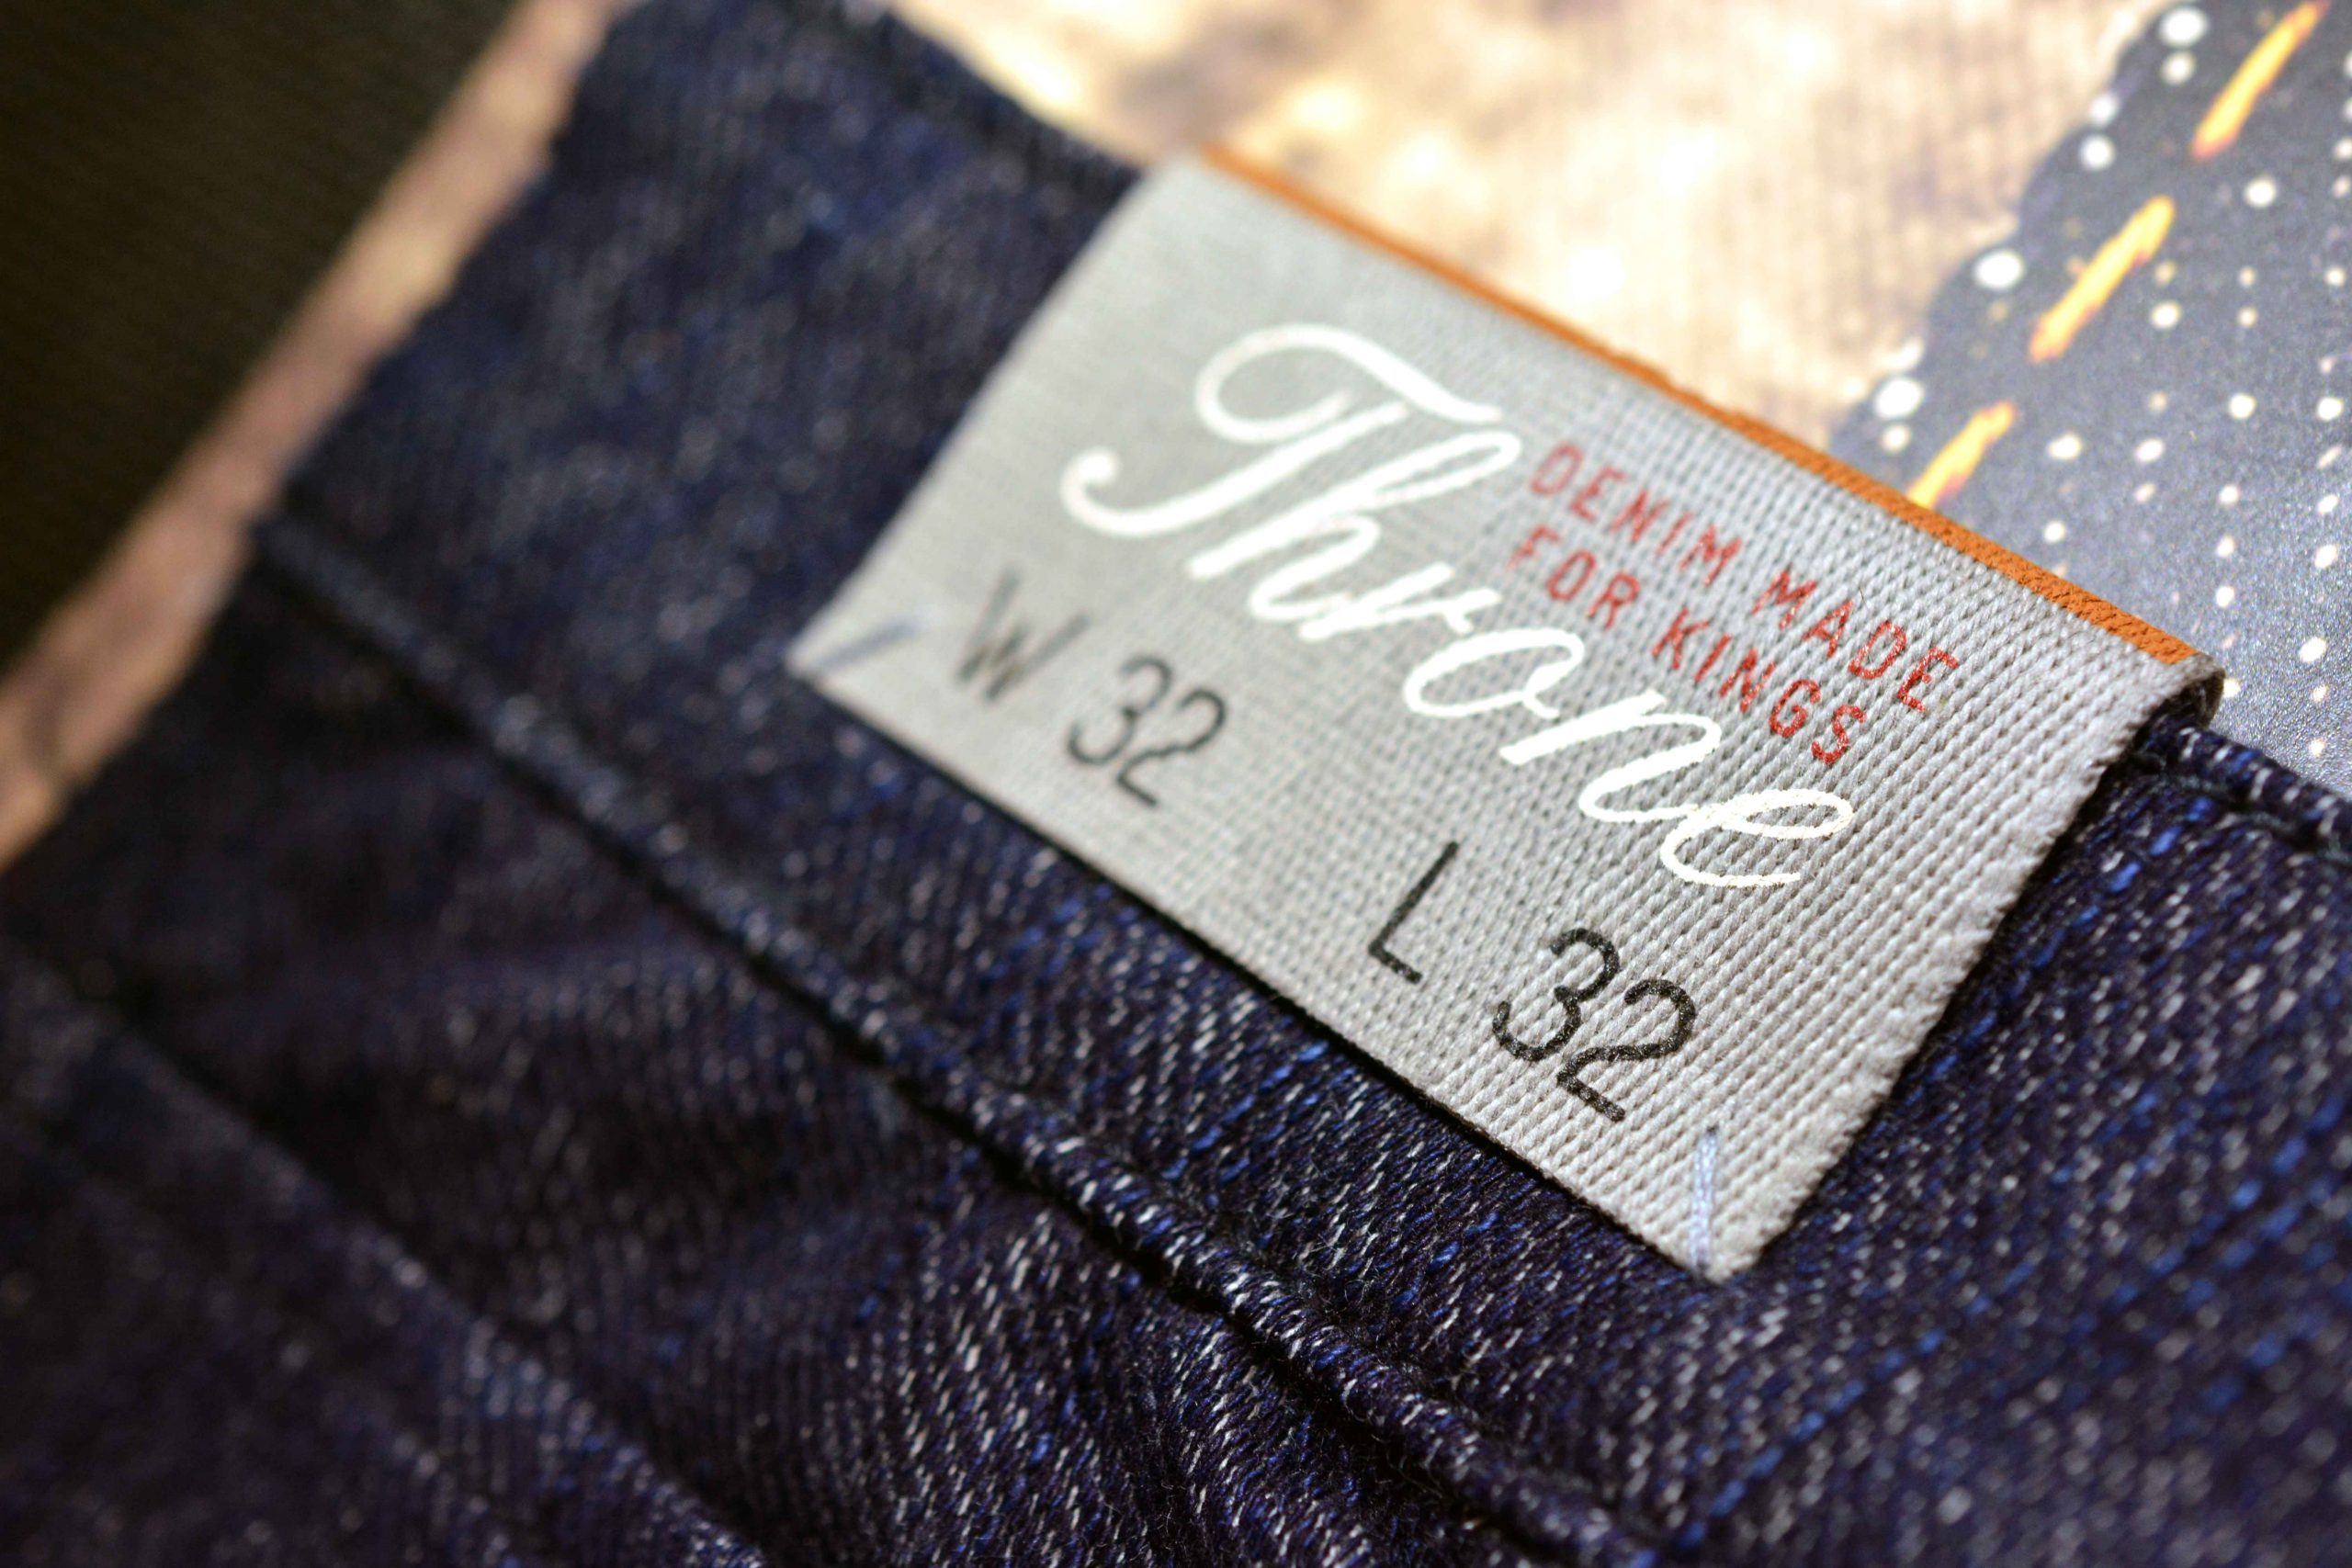 DENIM MADE
FOR KINGS
Throne
W 32 L 32